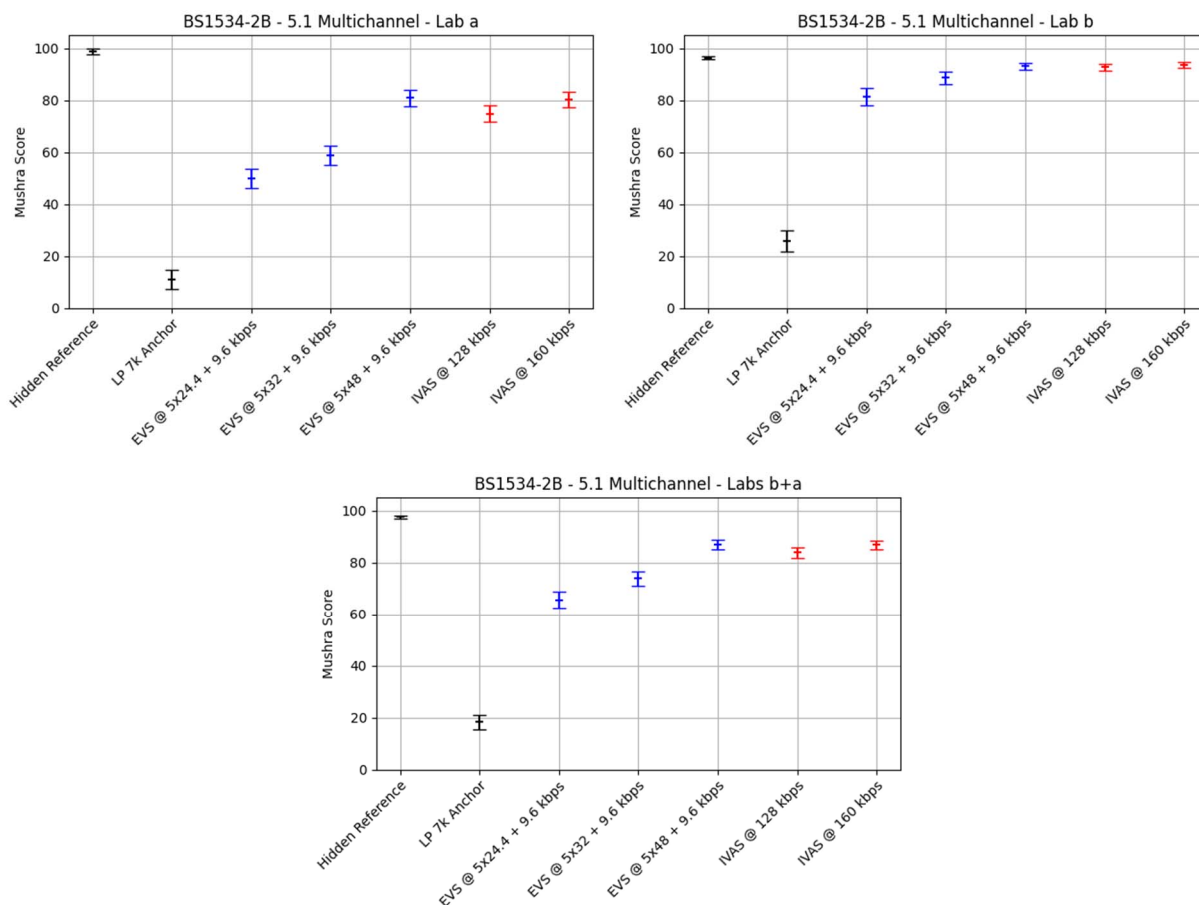 BS1534-2B - 5.1 Multichannel - Lab a
Mushra Score
100
80
60
40
20
0
Hidden Reference
LP 7k Anchor
EVS @ 5x24.4 + 9.6 kbps
EVS @ 5x32 + 9.6 kbps
EVS @ 5x48 + 9.6 kbps
IVAS @ 128 kbps
IVAS @ 160 kbps
BS1534-2B - 5.1 Multichannel - Lab b
Mushra Score
100
80
60
40
20
0
Hidden Reference
LP 7k Anchor
EVS @ 5x24.4 + 9.6 kbps
EVS @ 5x32 + 9.6 kbps
EVS @ 5x48 + 9.6 kbps
IVAS @ 128 kbps
IVAS @ 160 kbps
BS1534-2B - 5.1 Multichannel - Labs b+a
Mushra Score
100
80
60
40
20
0
Hidden Reference
LP 7k Anchor
EVS @ 5x24.4 + 9.6 kbps
EVS @ 5x32 + 9.6 kbps
EVS @ 5x48 + 9.6 kbps
IVAS @ 128 kbps
IVAS @ 160 kbps